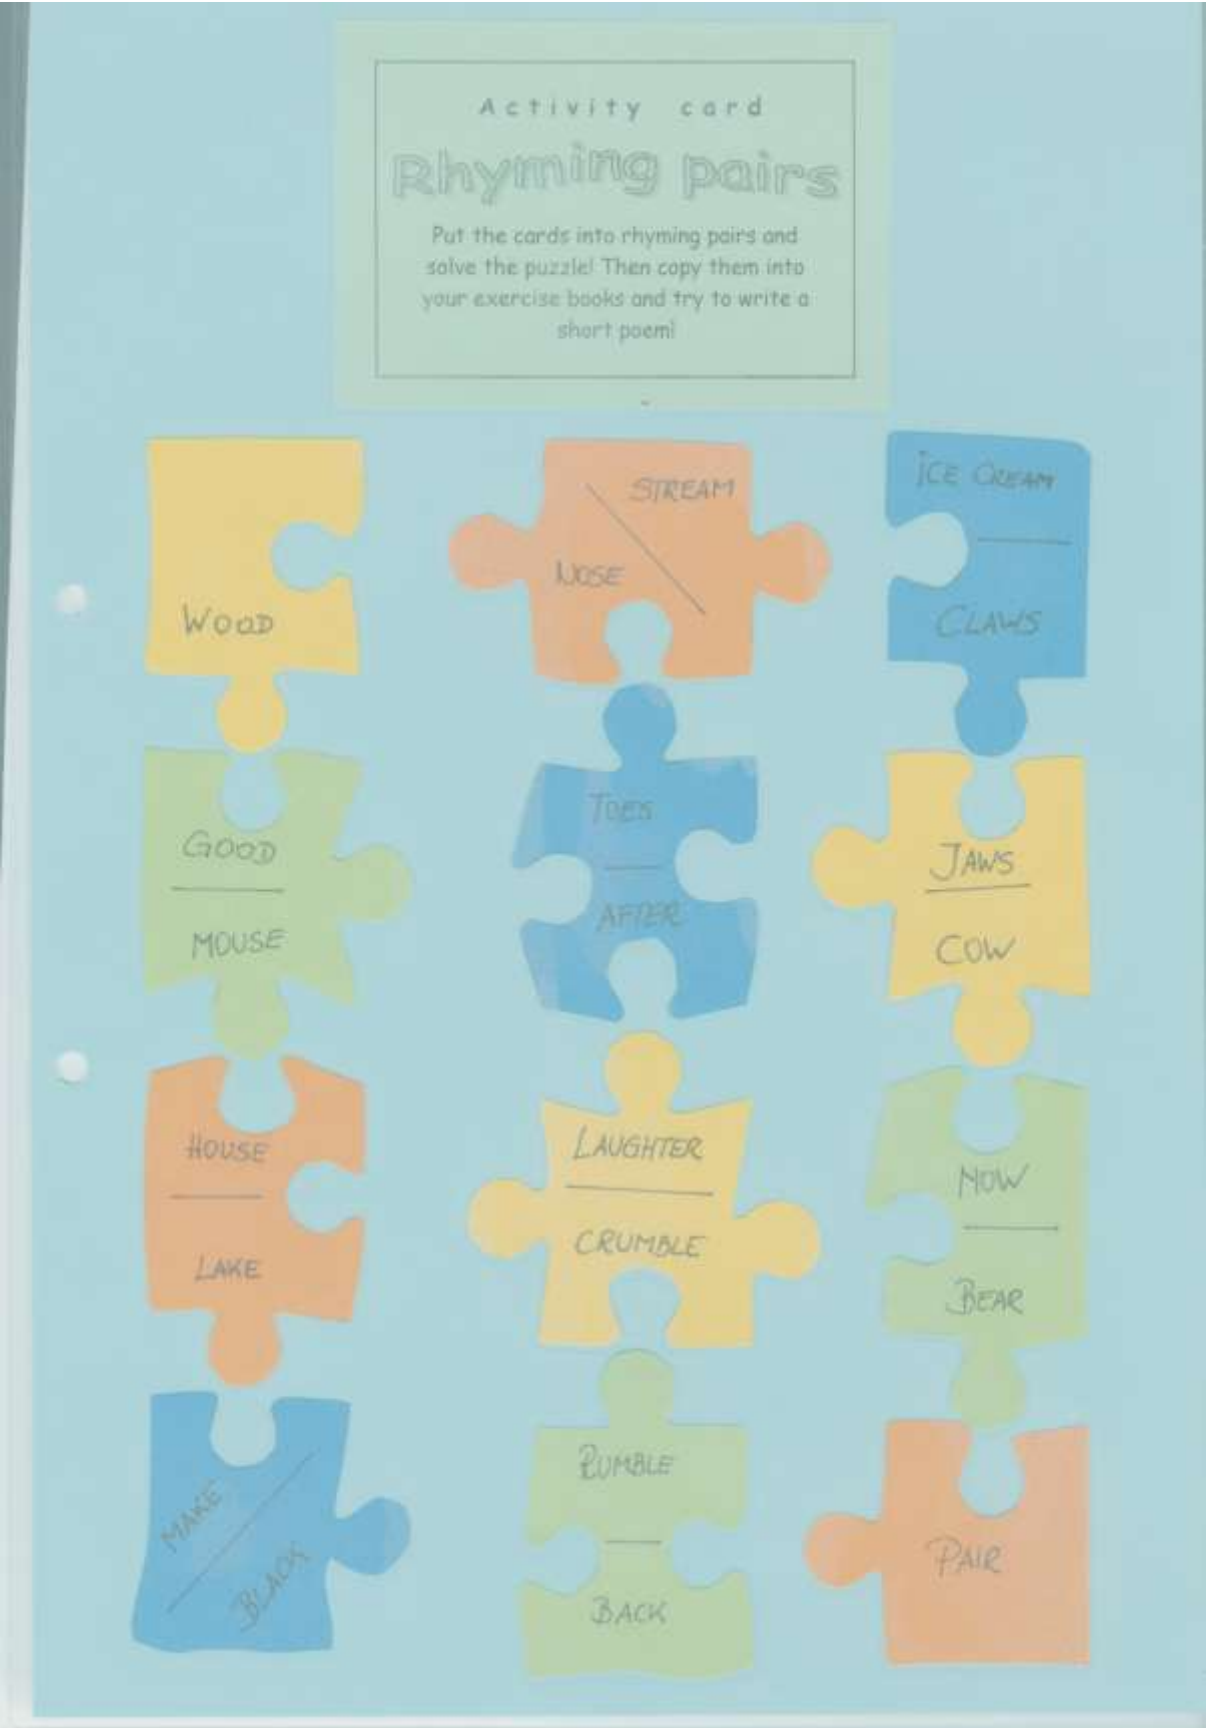 Activity card
Rhyming pairs
Put the cards into rhyming pairs and
solve the puzzle! Then copy them into
your exercise books and try to write a
short poem!
WOOD
STREAM
NOSE
ICE CREAM
CLAWS
GOOD
MOUSE
TOES
AFTER
JAWS
COW
HOUSE
LAKE
LAUGHTER
CRUMBLE
NOW
BEAR
MAKE
BLACK
RUMBLE
BACK
PAIR